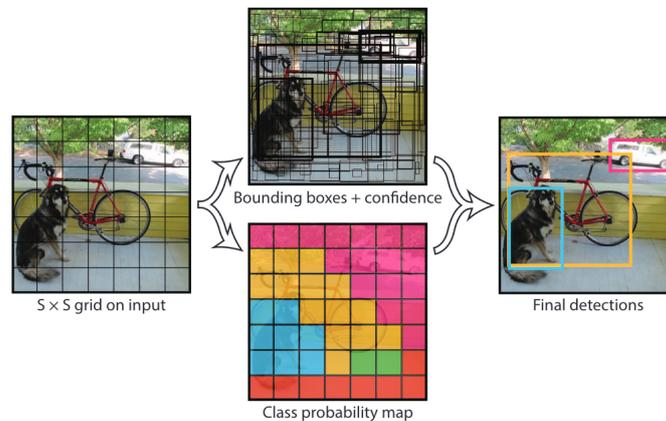 Bounding boxes + confidence
S × S grid on input
Final detections
Class probability map